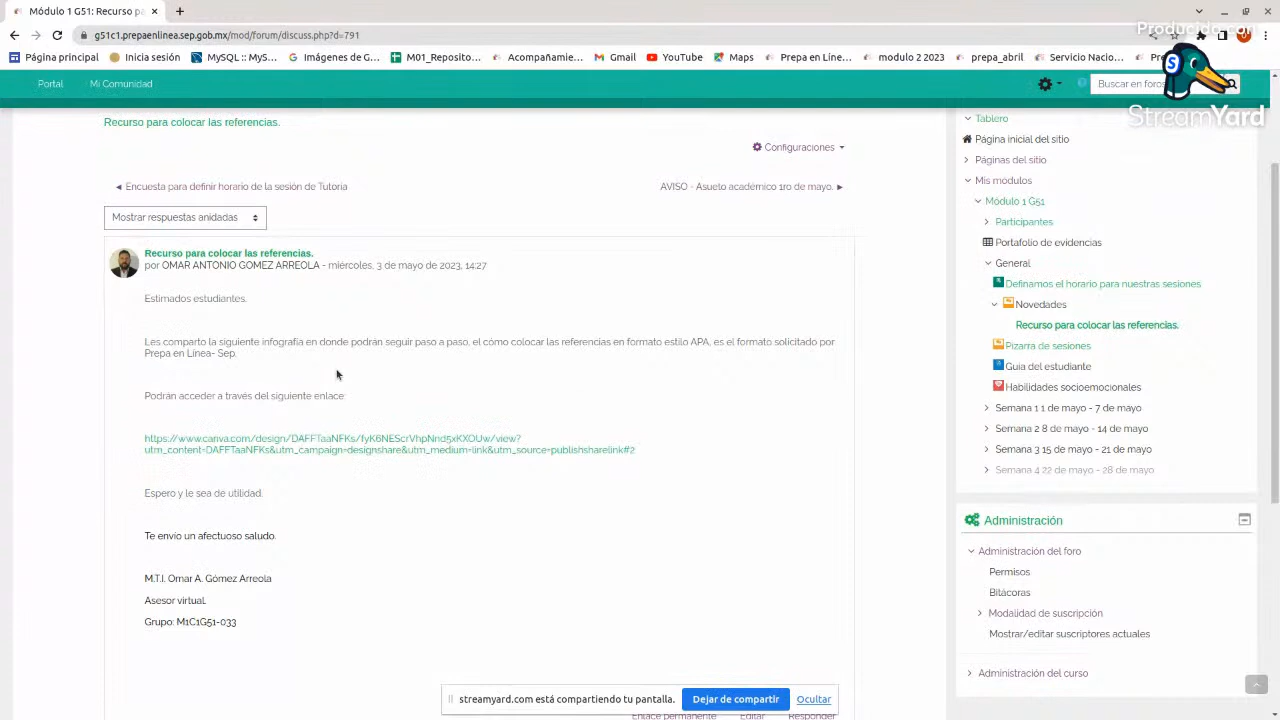 Módulo 1 G51: Recurso pa
g51c1.prepaenlinea.sep.gob.mx/mod/forum/discuss.php?d=791
Producido con
Página principal
Inicia sesión
MySQL :: MyS...
Imágenes de G...
M01_Reposito...
Acompañamie...
Gmail
YouTube
Maps
Prepa en Líne...
modulo 2 2023
prepa_abril
Servicio Nacio...
StreamYard
Portal
Mi Comunidad
Buscar en foros
Recurso para colocar las referencias.
Configuraciones
◄ Encuesta para definir horario de la sesión de Tutoria
AVISO - Asueto académico 1ro de mayo. ►
Mostrar respuestas anidadas
Recurso para colocar las referencias.
por OMAR ANTONIO GOMEZ ARREOLA - miércoles, 3 de mayo de 2023, 14:27
Estimados estudiantes.
Les comparto la siguiente infografía en donde podrán seguir paso a paso, el cómo colocar las referencias en formato estilo APA, es el formato solicitado por
Prepa en Línea- Sep.
Podrán acceder a través del siguiente enlace:
https://www.canva.com/design/DAFFTaaNFKs/fyK6NEScrVhpNnd5xKXOUw/view?
utm_content=DAFFTaaNFKs&utm_campaign=designshare&utm_medium=link&utm_source=publishsharelink#2
Espero y le sea de utilidad.
Te envío un afectuoso saludo.
M.T.I. Omar A. Gómez Arreola
Asesor virtual.
Grupo: M1C1G51-033
Tablero
Página inicial del sitio
Páginas del sitio
Mis módulos
Módulo 1 G51
Participantes
Portafolio de evidencias
General
Definamos el horario para nuestras sesiones
Novedades
Recurso para colocar las referencias.
Pizarra de sesiones
Guía del estudiante
Habilidades socioemocionales
Semana 1 1 de mayo - 7 de mayo
Semana 2 8 de mayo - 14 de mayo
Semana 3 15 de mayo - 21 de mayo
Semana 4 22 de mayo - 28 de mayo
Administración
Administración del foro
Permisos
Bitácoras
Modalidad de suscripción
Mostrar/editar suscriptores actuales
Administración del curso
streamyard.com está compartiendo tu pantalla.
Dejar de compartir
Ocultar
Enlace permanente
Editar
Responder